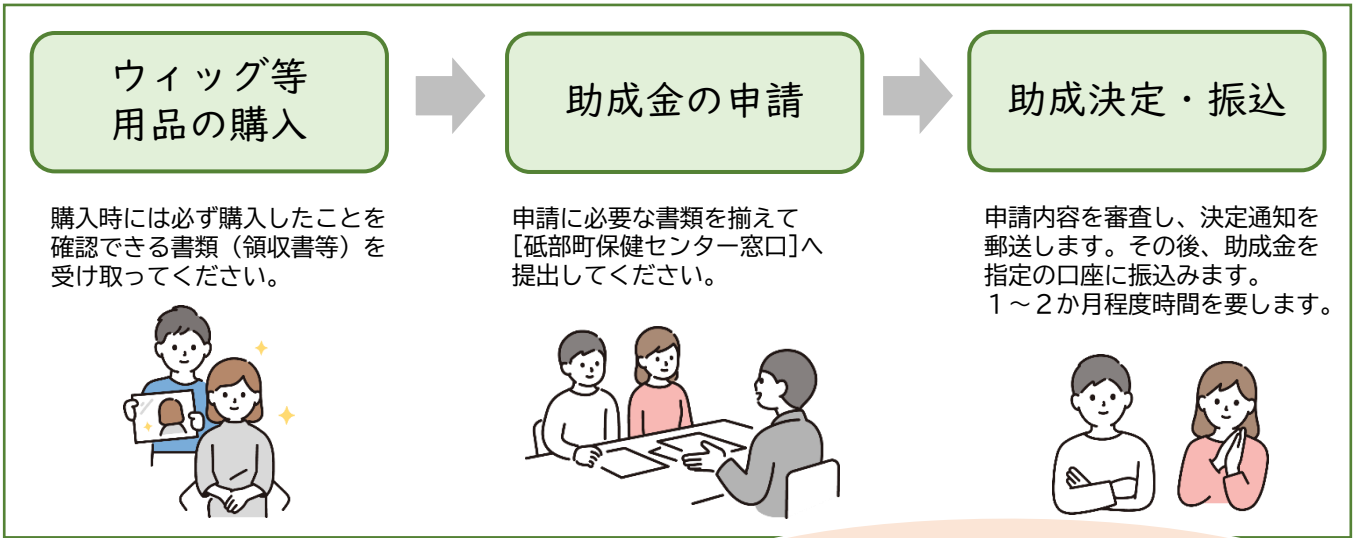 ウィッグ等
用品の購入
助成金の申請
助成決定・振込
購入時には必ず購入したことを
確認できる書類（領収書等）を
受け取ってください。
申請に必要な書類を揃えて
[砥部町保健センター窓口]へ
提出してください。
申請内容を審査し、決定通知を
郵送します。その後、助成金を
指定の口座に振込みます。
１～２か月程度時間を要します。